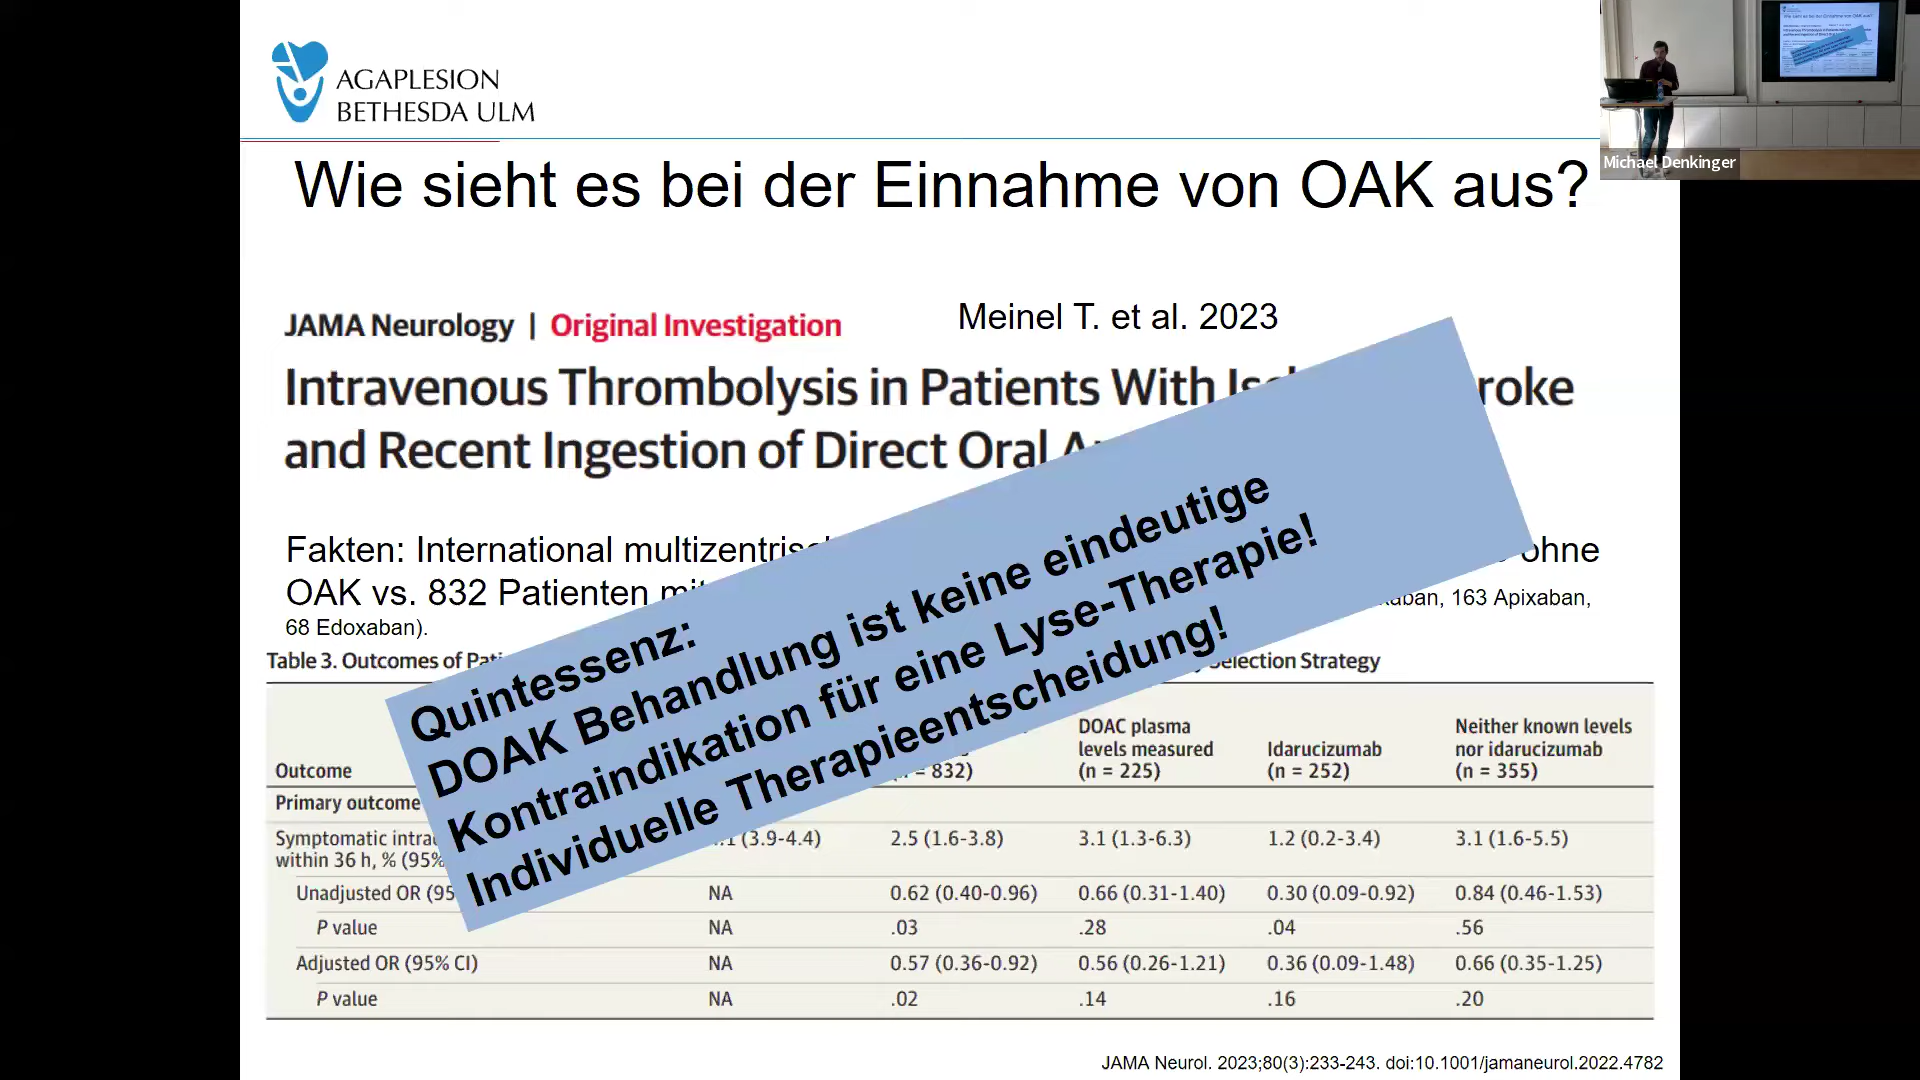 AGAPLESION
BETHESDA ULM
Michael Denkinger
Wie sieht es bei der Einnahme von OAK aus?
JAMA Neurology | Original Investigation
Meinel T. et al. 2023
Intravenous Thrombolysis in Patients With
and Recent Ingestion of Direct Oral
Fakten: International ohne
OAK vs. 832 Patienten 163 Apixaban,
68 Edoxaban).
Quintessenz:
DOAK Behandlung ist keine eindeutige
Kontraindikation für eine Lyse-Therapie!
Individuelle Therapieentscheidung!
Table 3. Outcomes of Selection Strategy
Outcome 832) DOAC plasma levels measured (n = 225) Idarucizumab (n = 252) Neither known levels nor idarucizumab (n = 355)
Primary outcome
Symptomatic
within 36 h, % (95% (3.9-4.4) 2.5 (1.6-3.8) 3.1 (1.3-6.3) 1.2 (0.2-3.4) 3.1 (1.6-5.5)
Unadjusted OR (95 NA 0.62 (0.40-0.96) 0.66 (0.31-1.40) 0.30 (0.09-0.92) 0.84 (0.46-1.53)
P value NA .03 .28 .04 .56
Adjusted OR (95% CI) NA 0.57 (0.36-0.92) 0.56 (0.26-1.21) 0.36 (0.09-1.48) 0.66 (0.35-1.25)
P value NA .02 .14 .16 .20
JAMA Neurol. 2023;80(3):233-243. doi:10.1001/jamaneurol.2022.4782